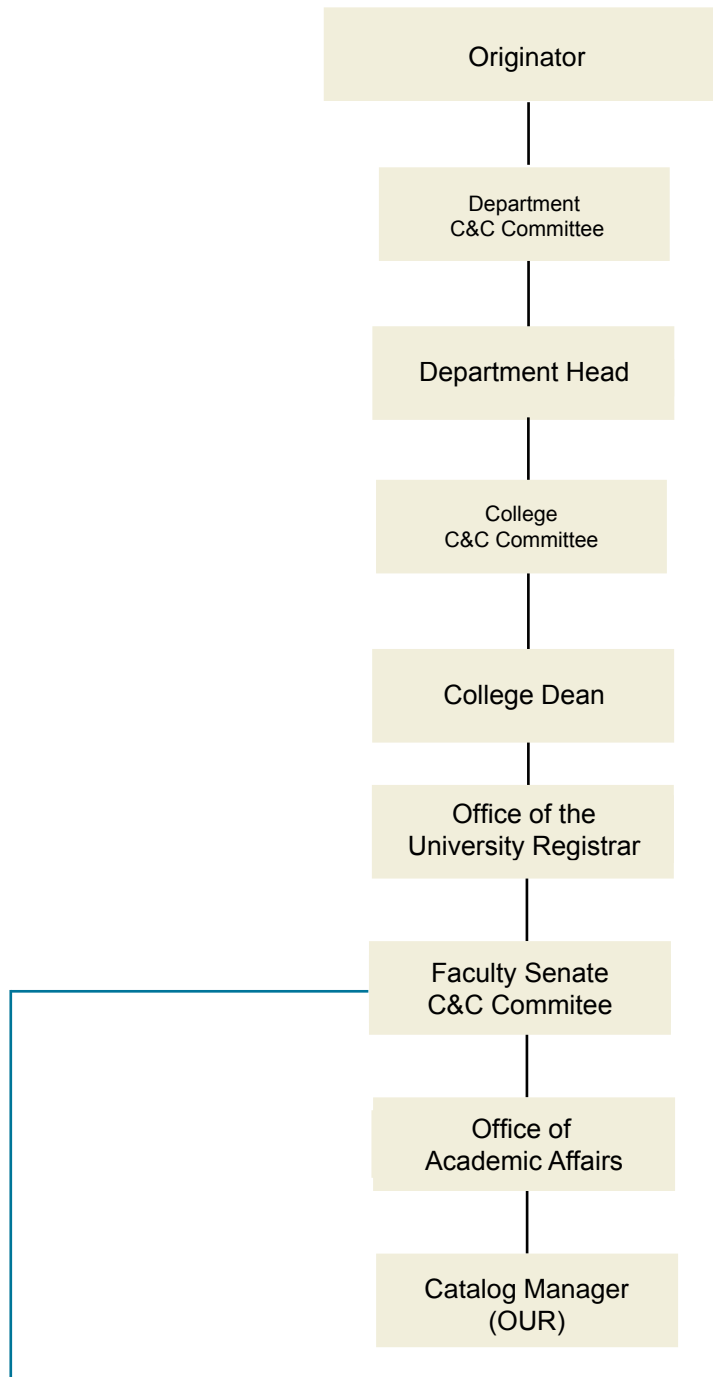 Originator
Department
C&C Committee
Department Head
College
C&C Committee
College Dean
Office of the
University Registrar
Faculty Senate
C&C Commitee
Office of
Academic Affairs
Catalog Manager
(OUR)